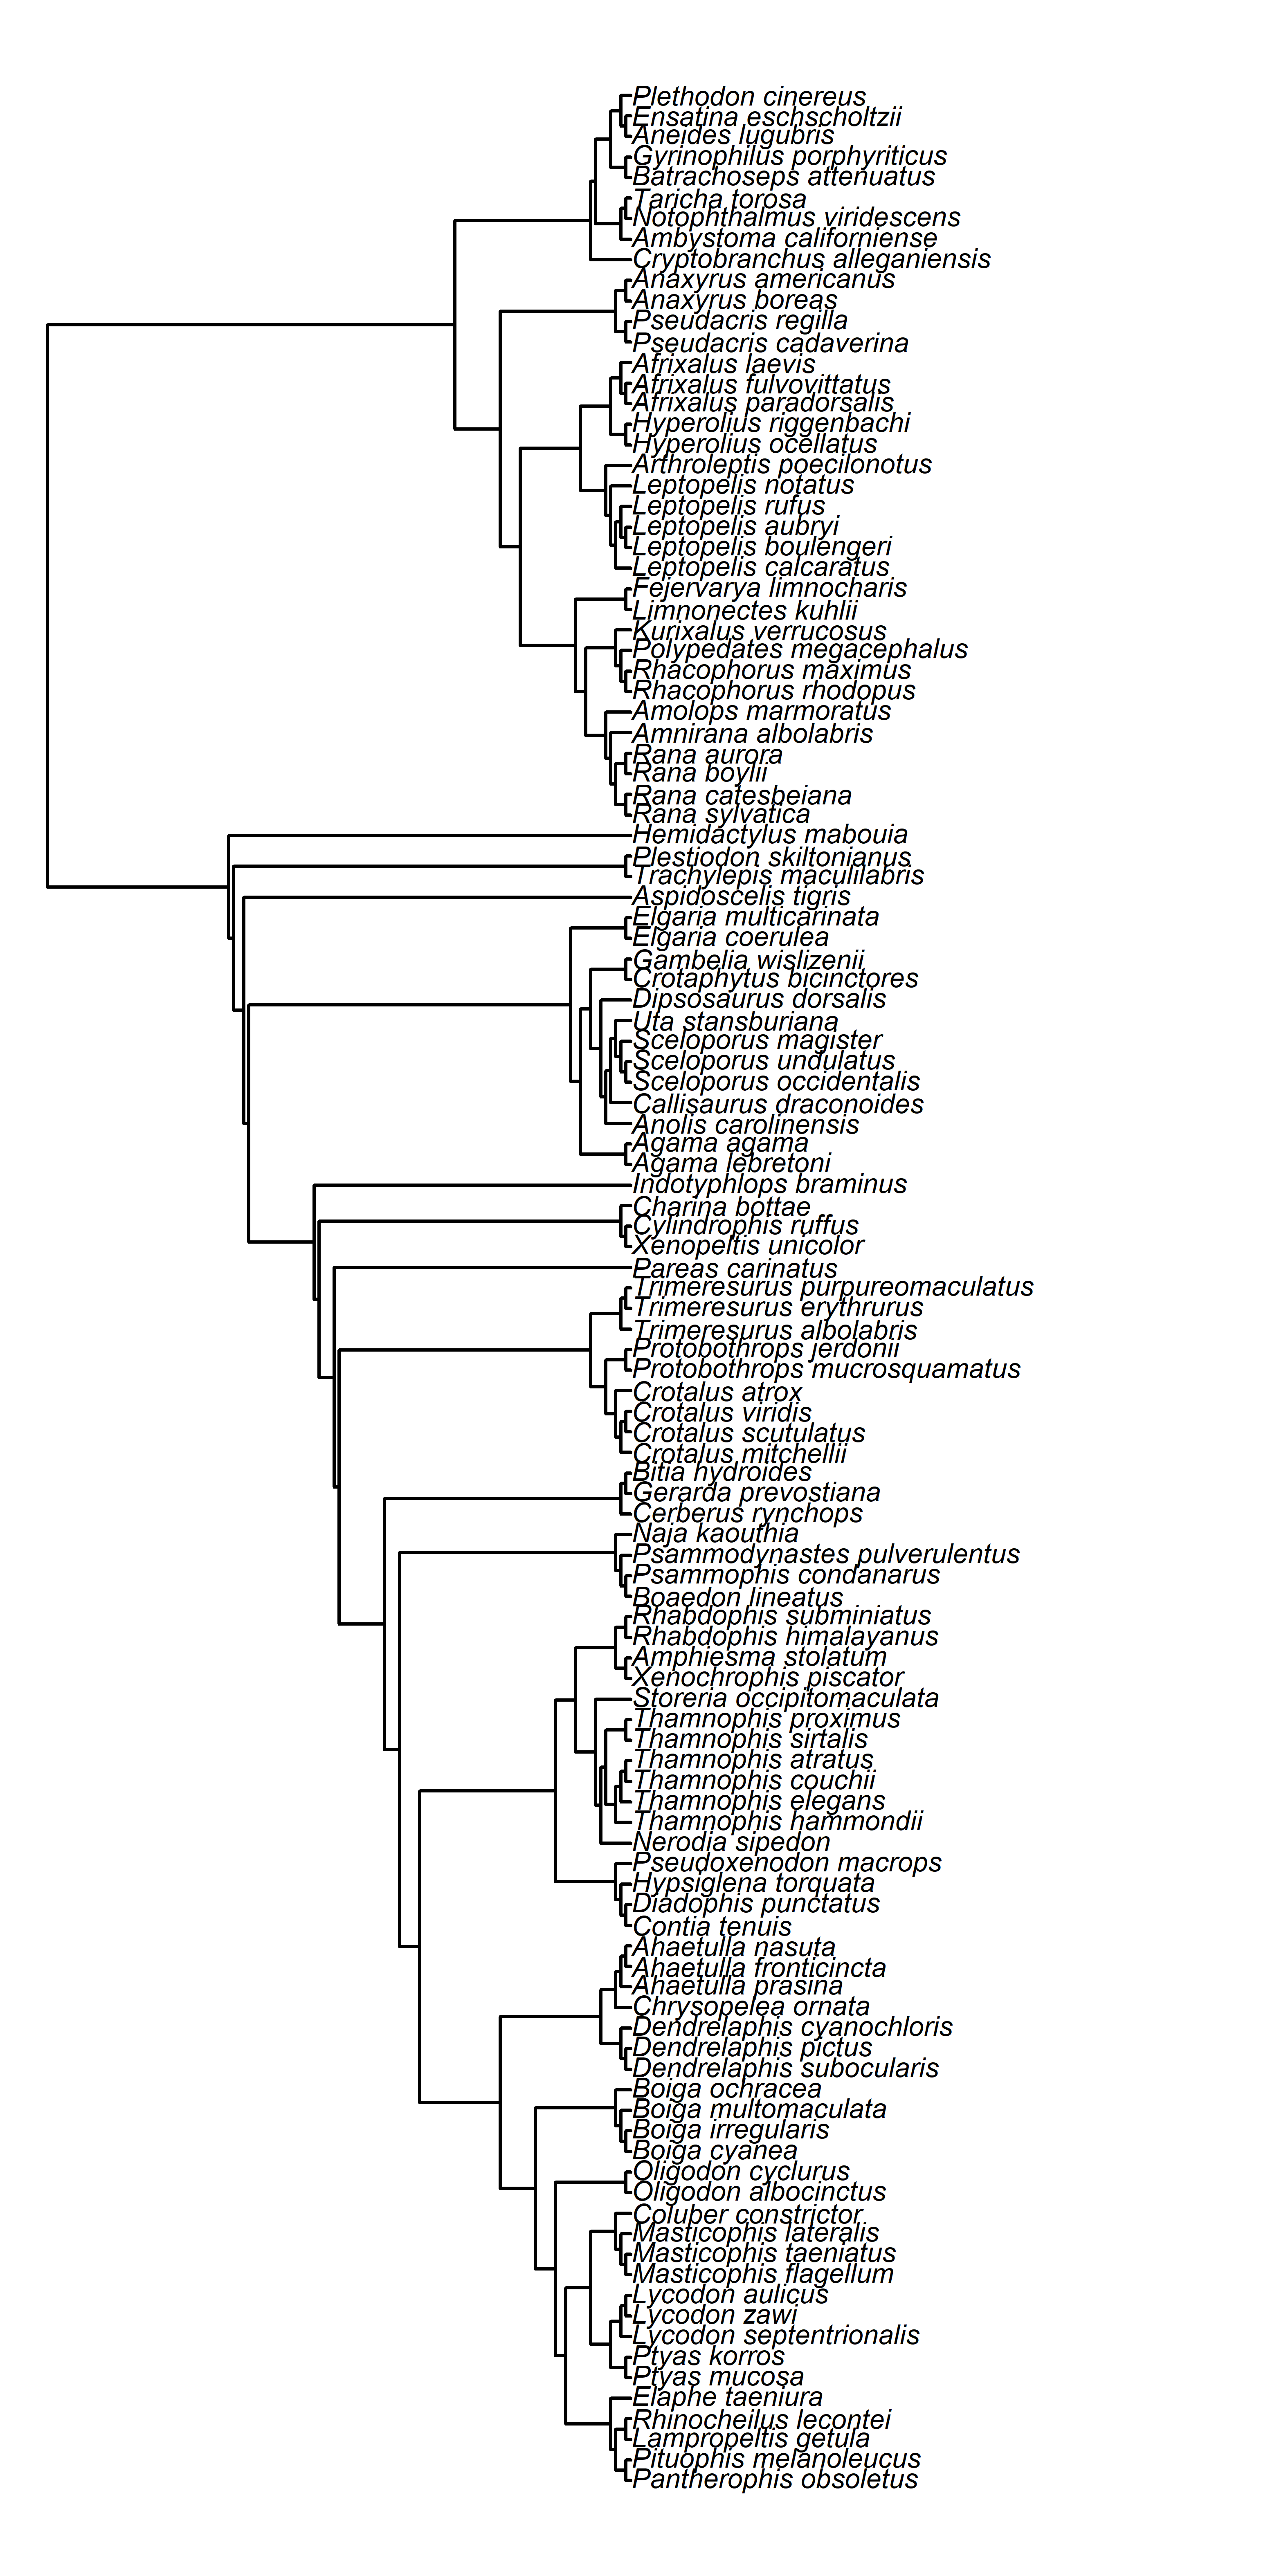 Plethodon cinereus
Ensatina eschscholtzii
Aneides lugubris
Gyrinophilus porphyriticus
Batrachoseps attenuatus
Taricha torosa
Notophthalmus viridescens
Ambystoma californiense
Cryptobranchus alleganiensis
Anaxyrus americanus
Anaxyrus boreas
Pseudacris regilla
Pseudacris cadaverina
Afrixalus laevis
Afrixalus fulvovittatus
Afrixalus paradorsalis
Hyperolius riggenbachi
Hyperolius ocellatus
Arthroleptis poecilonotus
Leptopelis notatus
Leptopelis rufus
Leptopelis aubryi
Leptopelis boulengeri
Leptopelis calcaratus
Fejervarya limnocharis
Limnonectes kuhlii
Kurixalus verrucosus
Polypedates megacephalus
Rhacophorus maximus
Rhacophorus rhodopus
Amolops marmoratus
Amnirana albolabris
Rana aurora
Rana boylii
Rana catesbeiana
Rana sylvatica
Hemidactylus mabouia
Plestiodon skiltonianus
Trachylepis maculilabris
Aspidoscelis tigris
Elgaria multicarinata
Elgaria coerulea
Gambelia wislizenii
Crotaphytus bicinctores
Dipsosaurus dorsalis
Uta stansburiana
Sceloporus magister
Sceloporus undulatus
Sceloporus occidentalis
Callisaurus draconoides
Anolis carolinensis
Agama agama
Agama lebretoni
Indotyphlops braminus
Charina bottae
Cylindrophis ruffus
Xenopeltis unicolor
Pareas carinatus
Trimeresurus purpureomaculatus
Trimeresurus erythrurus
Trimeresurus albolabris
Protobothrops jerdonii
Protobothrops mucrosquamatus
Crotalus atrox
Crotalus viridis
Crotalus scutulatus
Crotalus mitchellii
Bitia hydroides
Gerarda prevostiana
Cerberus rynchops
Naja kaouthia
Psammodynastes pulverulentus
Psammophis condanarus
Boaedon lineatus
Rhabdophis subminiatus
Rhabdophis himalayanus
Amphiesma stolatum
Xenochrophis piscator
Storeria occipitomaculata
Thamnophis proximus
Thamnophis sirtalis
Thamnophis atratus
Thamnophis couchii
Thamnophis elegans
Thamnophis hammondii
Nerodia sipedon
Pseudoxenodon macrops
Hypsiglena torquata
Diadophis punctatus
Contia tenuis
Ahaetulla nasuta
Ahaetulla fronticincta
Ahaetulla prasina
Chrysopelea ornata
Dendrelaphis cyanochloris
Dendrelaphis pictus
Dendrelaphis subocularis
Boiga ochracea
Boiga multomaculata
Boiga irregularis
Boiga cyanea
Oligodon cyclurus
Oligodon albocinctus
Coluber constrictor
Masticophis lateralis
Masticophis taeniatus
Masticophis flagellum
Lycodon aulicus
Lycodon zawi
Lycodon septentrionalis
Ptyas korros
Ptyas mucosa
Elaphe taeniura
Rhinocheilus lecontei
Lampropeltis getula
Pituophis melanoleucus
Pantherophis obsoletus